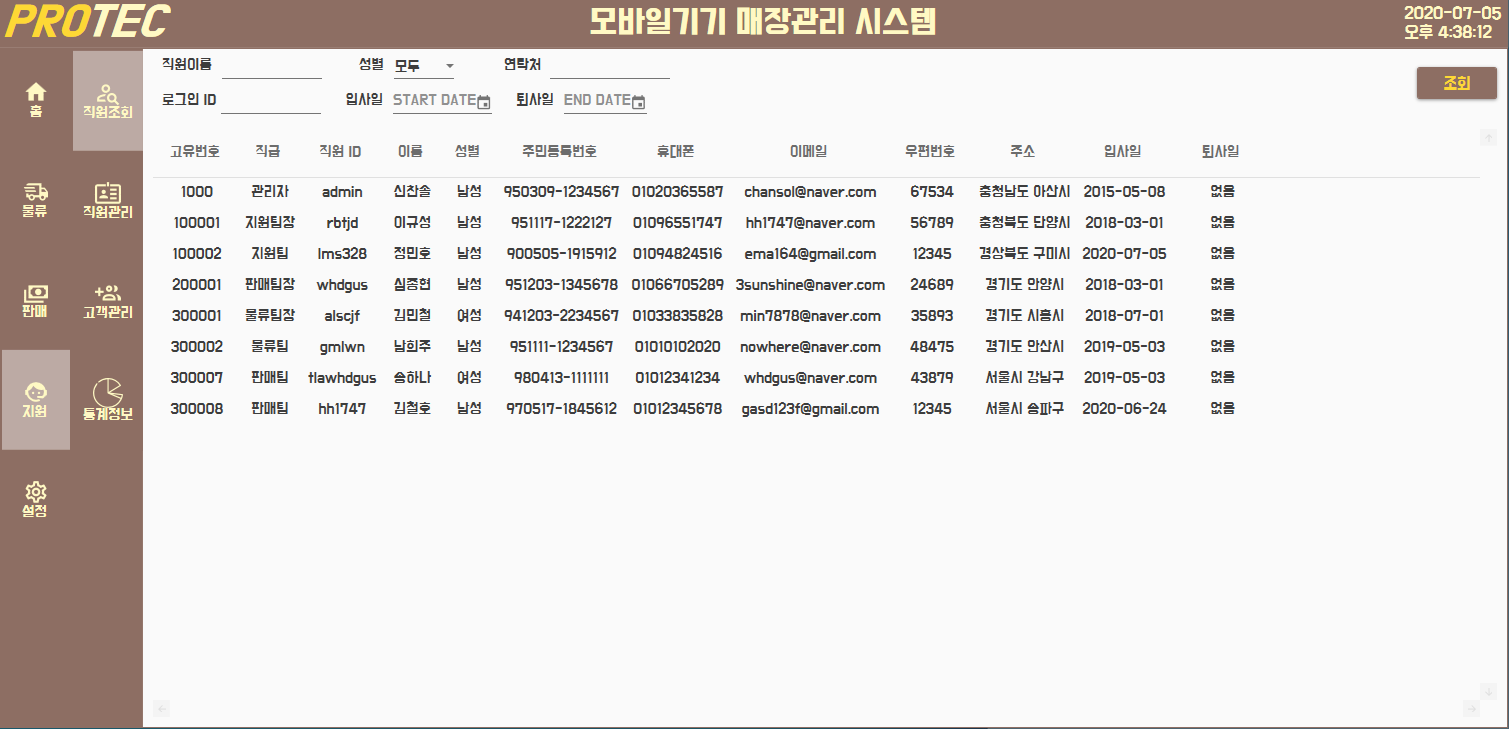 PROTEC
모바일기기 매장관리 시스템
2020-07-05
오후 4:38:12
홈
물류
판매
지원
설정
직원조회
직원관리
고객관리
통계정보
직원이름 성별 모두 연락처
로그인 ID 입사일 START DATE 퇴사일 END DATE
조회
고유번호 직급 직원 ID 이름 성별 주민등록번호 휴대폰 이메일 우편번호 주소 입사일 퇴사일
1000 관리자 admin 신찬솔 남성 950309-1234567 01020365587 chansol@naver.com 67534 충청남도 아산시 2015-05-08 없음
100001 지원팀장 rbtjd 이규성 남성 951117-1222127 01096551747 hh1747@naver.com 56789 충청북도 단양시 2018-03-01 없음
100002 지원팀 lms328 정민호 남성 900505-1915912 01094824516 ema164@gmail.com 12345 경상북도 구미시 2020-07-05 없음
200001 판매팀장 whdgus 심종현 남성 951203-1345678 01066705289 3sunshine@naver.com 24689 경기도 안양시 2018-03-01 없음
300001 물류팀장 alscjf 김민철 여성 941203-2234567 01033835828 min7878@naver.com 35893 경기도 시흥시 2018-07-01 없음
300002 물류팀 gmlwn 남희주 남성 951111-1234567 01010102020 nowhere@naver.com 48475 경기도 안산시 2019-05-03 없음
300007 판매팀 tlawhdgus 송하나 여성 980413-1111111 01012341234 whdgus@naver.com 43879 서울시 강남구 2019-05-03 없음
300008 판매팀 hh1747 김철호 남성 970517-1845612 01012345678 gasd123f@gmail.com 12345 서울시 송파구 2020-06-24 없음